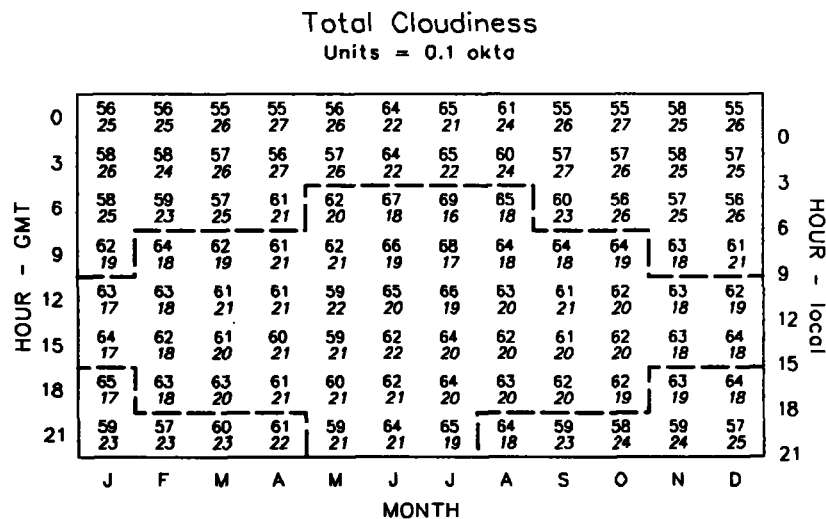 Total Cloudiness
Units = 0.1 okta
0 56 56 55 55 56 64 65 61 55 55 58 55
25 25 26 27 26 22 21 24 26 27 25 26 0
3 58 58 57 56 57 64 65 60 57 57 58 57
26 24 26 27 26 22 22 24 27 26 25 25 3
6 58 59 57 61 62 67 69 65 60 56 57 56
25 23 25 21 20 18 16 18 23 26 25 26 6
9 62 64 62 61 62 66 68 64 64 64 63 61
19 18 19 21 21 19 17 18 18 19 18 21 9
12 63 63 61 61 59 65 66 63 61 62 63 62
17 18 21 21 22 20 19 20 21 20 18 19 12
15 64 62 61 60 59 62 64 62 61 62 63 64
17 18 20 21 21 22 20 20 20 20 18 18 15
18 65 63 63 61 60 62 64 63 62 62 63 64
17 18 20 21 21 21 20 20 20 19 19 18 18
21 59 57 60 61 59 64 65 64 59 58 59 57
23 23 23 22 21 21 19 18 23 24 24 25 21
HOUR - GMT
HOUR - local
J F M A M J J A S O N D
MONTH